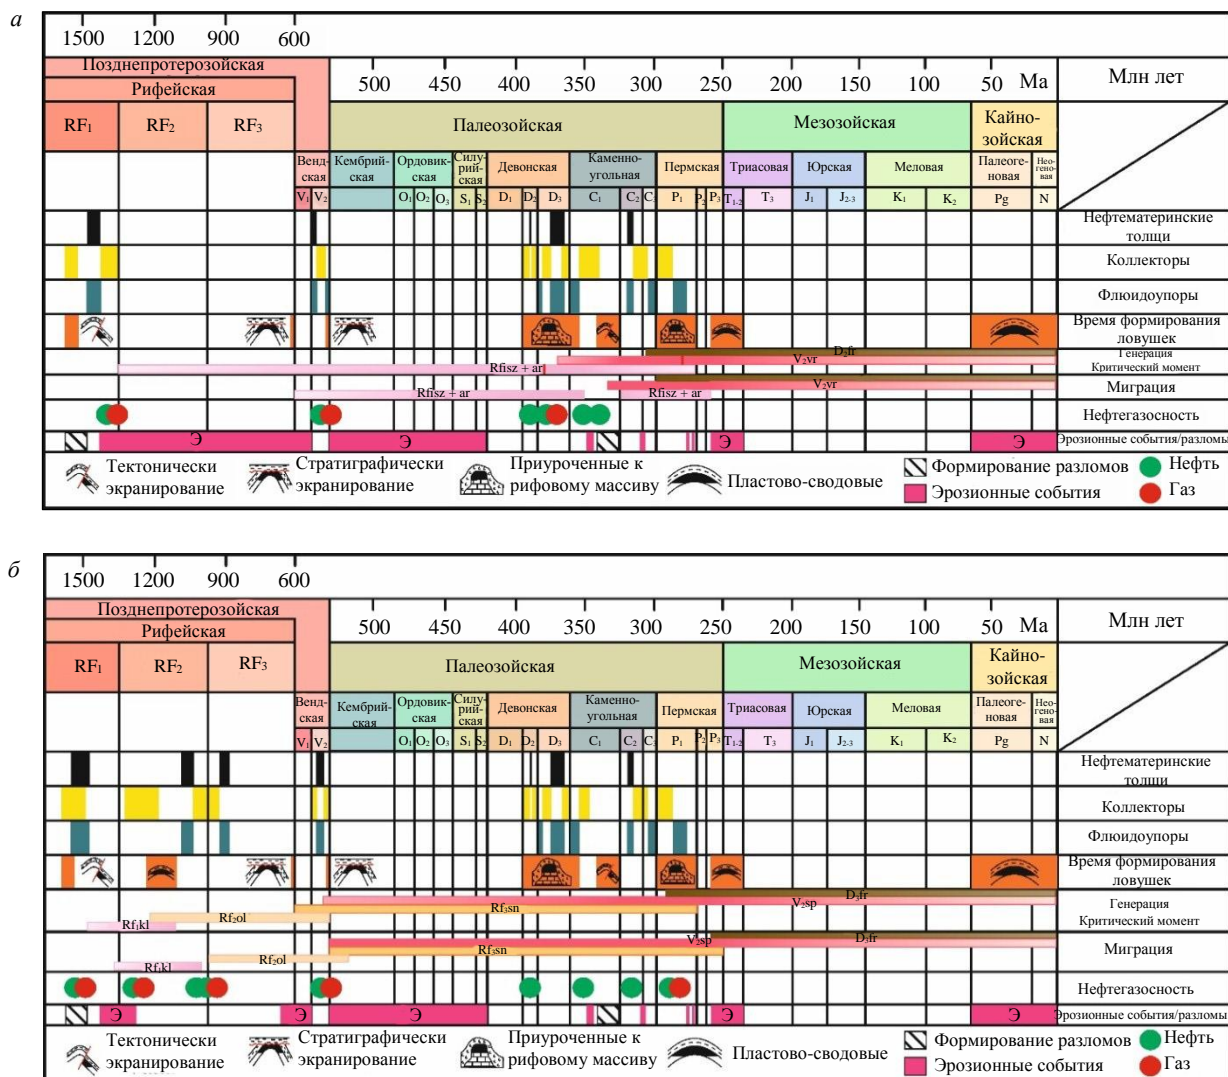 а
1500 1200 900 600
Позднепротерозойская
500 450 400 350 300 250 200 150 100 50 Ма
Млн лет
Рифейская
RF1 RF2 RF3
Палеозойская
Мезозойская
Кайно-
зойская
Венд-
ская
Кембрий-
ская
Ордовик-
ская
Силу-
рий-
ская
Девонская
Каменно-
угольная
Пермская
Триасовая
Юрская
Меловая
Палеоге-
новая
Нео-
гено-
вая
V1 V2 O1 O2 O3 S1 S2 D1 D2 D3 C1 C2 C3 P1 P2 P3 T1-2 T3 J1 J2-3 K1 K2 Pg N
Нефтематеринские
толщи
Коллекторы
Флюидоупоры
Время формирования
ловушек
D2fr
V2vr
Rfisz + ar
Генерация
Критический момент
V2vr
Rfisz + ar Rfisz + ar
Миграция
Нефтегазосность
Э Э Э Э
Эрозионные события/разломы
Тектонически
экранирование
Стратиграфически
экранирование
Приуроченные к
рифовому массиву
Пластово-сводовые
Формирование разломов
Эрозионные события
Нефть
Газ
б
1500 1200 900 600
Позднепротерозойская
500 450 400 350 300 250 200 150 100 50 Ма
Млн лет
Рифейская
RF1 RF2 RF3
Палеозойская
Мезозойская
Кайно-
зойская
Венд-
ская
Кембрий-
ская
Ордовик-
ская
Силу-
рий-
ская
Девонская
Каменно-
угольная
Пермская
Триасовая
Юрская
Меловая
Палеоге-
новая
Нео-
гено-
вая
V1 V2 O1 O2 O3 S1 S2 D1 D2 D3 C1 C2 C3 P1 P2 P3 T1-2 T3 J1 J2-3 K1 K2 Pg N
Нефтематеринские
толщи
Коллекторы
Флюидоупоры
Время формирования
ловушек
D3fr
V2sp
Rf3sn
Rf2ol
Rf1kl
Генерация
Критический момент
V2sp D3fr
Rf3sn
Rf2ol
Rf1kl
Миграция
Нефтегазосность
Э Э Э Э Э
Эрозионные события/разломы
Тектонически
экранирование
Стратиграфически
экранирование
Приуроченные к
рифовому массиву
Пластово-сводовые
Формирование разломов
Эрозионные события
Нефть
Газ